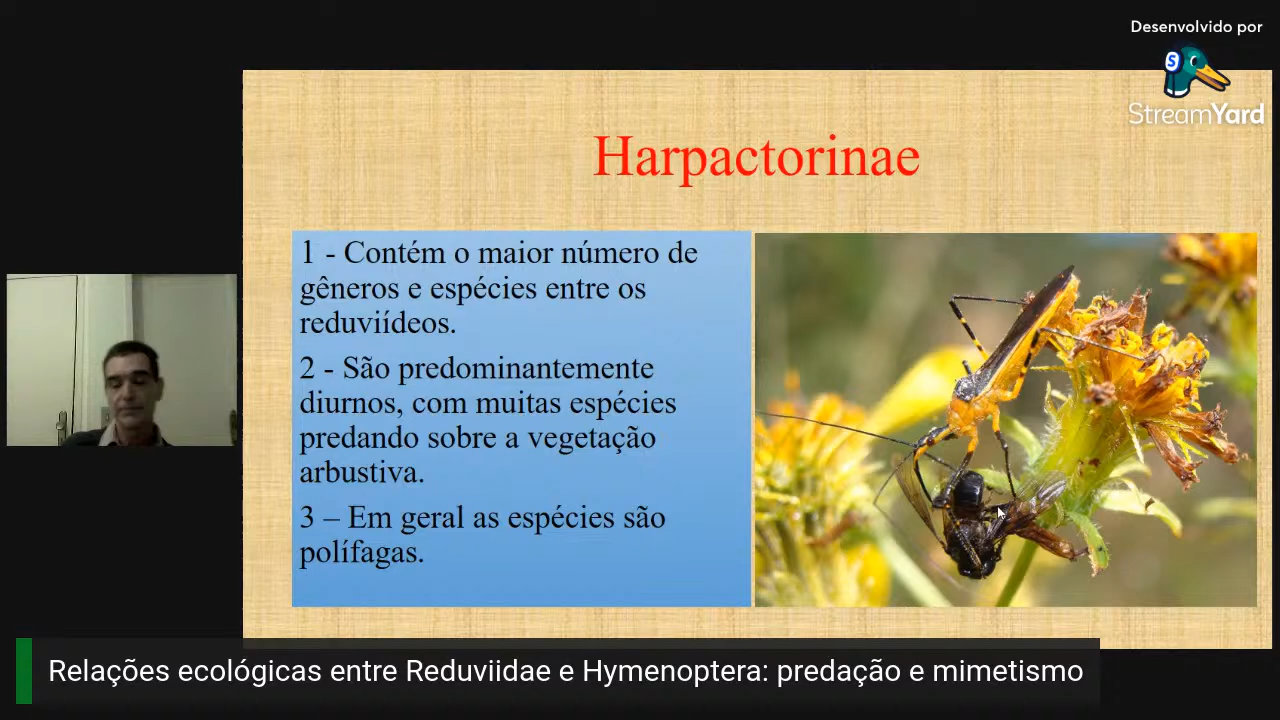 Desenvolvido por
StreamYard
Harpactorinae
1 - Contém o maior número de
gêneros e espécies entre os
reduviídeos.
2 - São predominantemente
diurnos, com muitas espécies
predando sobre a vegetação
arbustiva.
3 – Em geral as espécies são
polífagas.
Relações ecológicas entre Reduviidae e Hymenoptera: predação e mimetismo